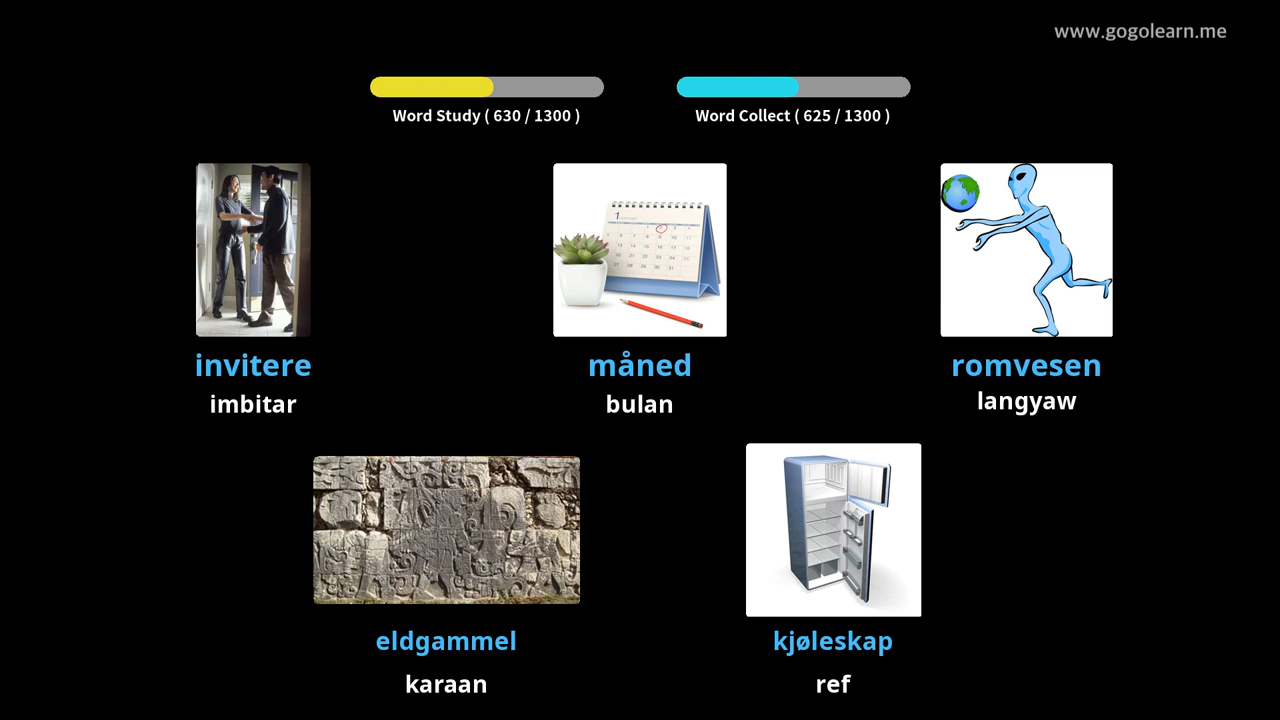 www.gogolearn.me
Word Study ( 630 / 1300 )
Word Collect ( 625 / 1300 )
invitere
imbitar
måned
bulan
romvesen
langyaw
eldgammel
karaan
kjøleskap
ref